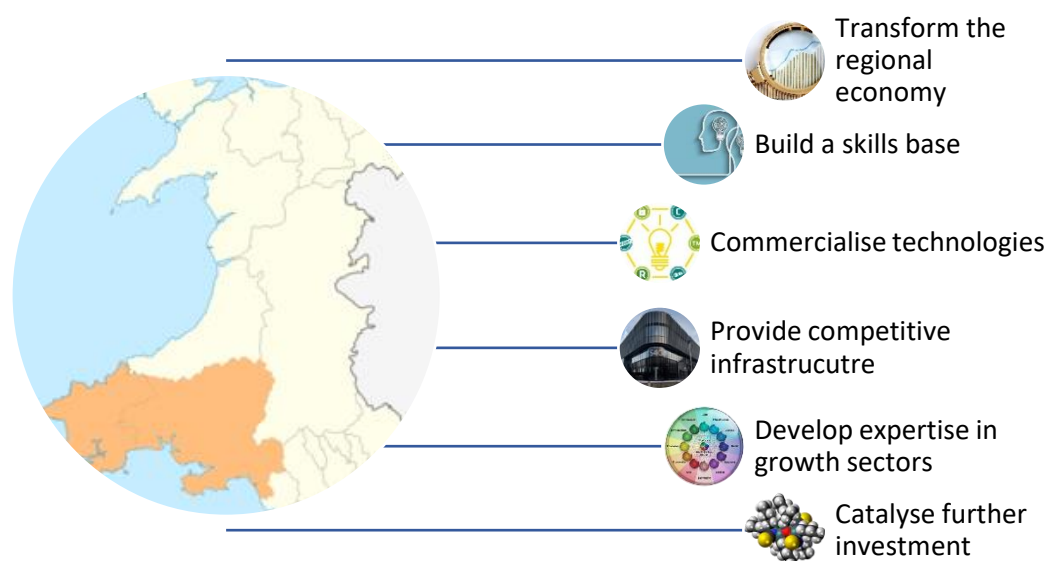 Transform the
regional
economy
Build a skills base
Commercialise technologies
R
Provide competitive
infrastrucutre
Develop expertise in
growth sectors
Catalyse further
investment